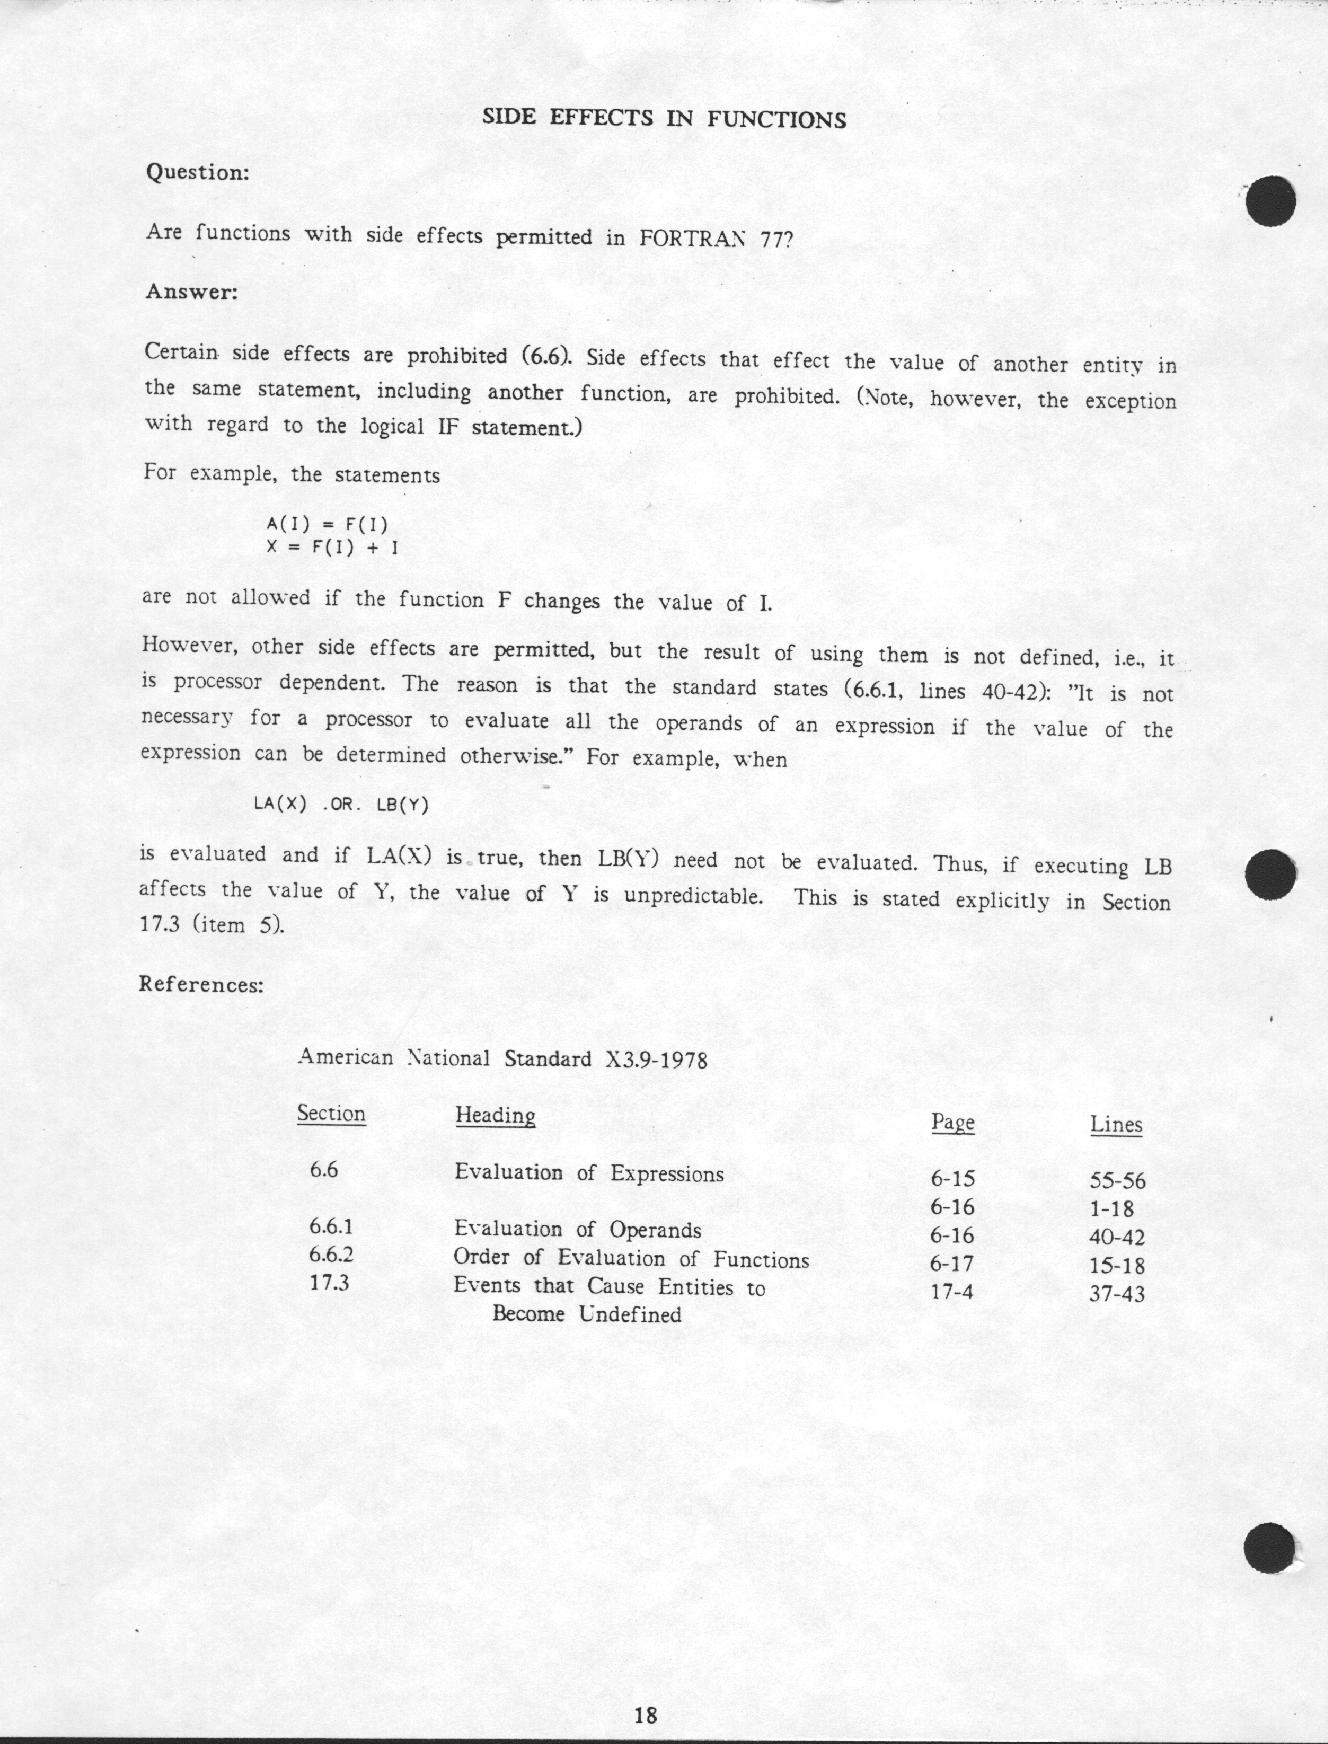 SIDE EFFECTS IN FUNCTIONS
Question:
Are functions with side effects permitted in FORTRAN 77?
Answer:
Certain side effects are prohibited (6.6). Side effects that effect the value of another entity in
the same statement, including another function, are prohibited. (Note, however, the exception
with regard to the logical IF statement.)
For example, the statements
A(I) = F(I)
X = F(I) + I
are not allowed if the function F changes the value of I.
However, other side effects are permitted, but the result of using them is not defined, i.e., it
is processor dependent. The reason is that the standard states (6.6.1, lines 40-42): "It is not
necessary for a processor to evaluate all the operands of an expression if the value of the
expression can be determined otherwise." For example, when
LA(X) .OR. LB(Y)
is evaluated and if LA(X) is true, then LB(Y) need not be evaluated. Thus, if executing LB
affects the value of Y, the value of Y is unpredictable. This is stated explicitly in Section
17.3 (item 5).
References:
American National Standard X3.9-1978
Section Heading Page Lines
6.6 Evaluation of Expressions 6-15 55-56
6-16 1-18
6.6.1 Evaluation of Operands 6-16 40-42
6.6.2 Order of Evaluation of Functions 6-17 15-18
17.3 Events that Cause Entities to 17-4 37-43
Become Undefined
18